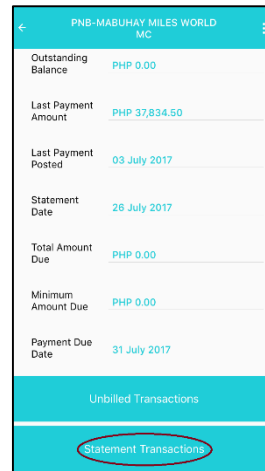 PNB-MABUHAY MILES WORLD
MC
Outstanding
Balance
PHP 0.00
Last Payment
Amount
PHP 37,834.50
Last Payment
Posted
03 July 2017
Statement
Date
26 July 2017
Total Amount
Due
PHP 0.00
Minimum
Amount Due
PHP 0.00
Payment Due
Date
31 July 2017
Unbilled Transactions
Statement Transactions